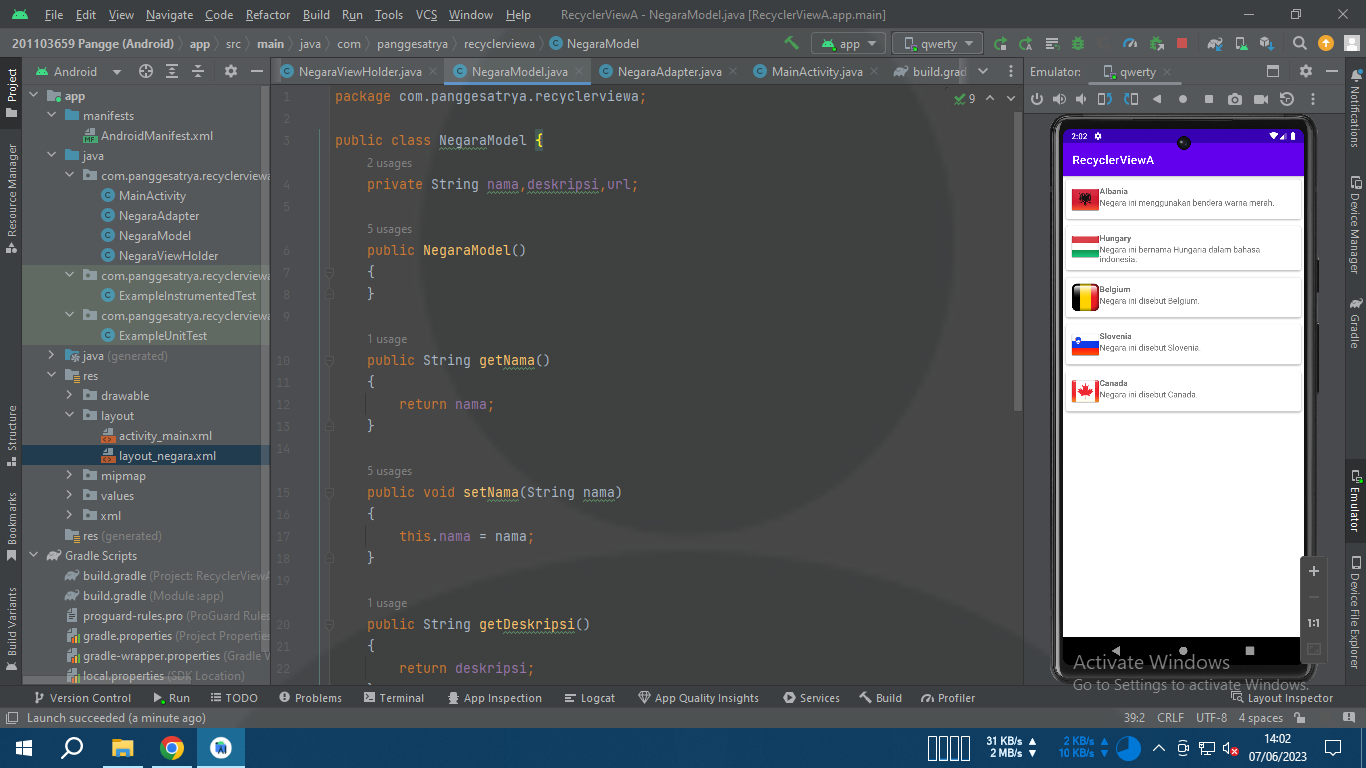 File Edit View Navigate Code Refactor Build Run Tools VCS Window Help RecyclerViewA - NegaraModel.java [RecyclerViewA.app.main]
201103659 Pangge (Android) app src main java com panggesatrya recyclerviewa NegaraModel app qwerty
Android
NegaraViewHolder.java NegaraModel.java NegaraAdapter.java MainActivity.java build.grad
Emulator: qwerty
Project
Resource Manager
Structure
Bookmarks
Build Variants
app
manifests
AndroidManifest.xml
java
com.panggesatrya.recyclerviewa
MainActivity
NegaraAdapter
NegaraModel
NegaraViewHolder
com.panggesatrya.recyclerviewa
ExampleInstrumentedTest
com.panggesatrya.recyclerviewa
ExampleUnitTest
java (generated)
res
drawable
layout
activity_main.xml
layout_negara.xml
mipmap
values
xml
res (generated)
Gradle Scripts
build.gradle (Project: RecyclerViewA
build.gradle (Module :app)
proguard-rules.pro (ProGuard Rules
gradle.properties (Project Properties
gradle-wrapper.properties (Gradle V
local.properties (SDK Location)
9
1 package com.panggesatrya.recyclerviewa;
2
3 public class NegaraModel {
2 usages
4 private String nama,deskripsi,url;
5
5 usages
6 public NegaraModel()
7 {
8 }
9
1 usage
10 public String getNama()
11 {
12 return nama;
13 }
14
5 usages
15 public void setNama(String nama)
16 {
17 this.nama = nama;
18 }
19
1 usage
20 public String getDeskripsi()
21 {
22 return deskripsi;
2:02
RecyclerViewA
Albania
Negara ini menggunakan bendera warna merah.
Hungary
Negara ini bernama Hungaria dalam bahasa
indonesia.
Belgium
Negara ini disebut Belgium.
Slovenia
Negara ini disebut Slovenia.
Canada
Negara ini disebut Canada.
1:1
Notifications
Device Manager
Gradle
Emulator
Device File Explorer
Activate Windows
Go to Settings to activate Windows.
Version Control Run TODO Problems Terminal App Inspection Logcat App Quality Insights Services Build Profiler Layout Inspector
Launch succeeded (a minute ago) 39:2 CRLF UTF-8 4 spaces
31 KB/s 2 KB/s 14:02
2 MB/s 10 KB/s 07/06/2023